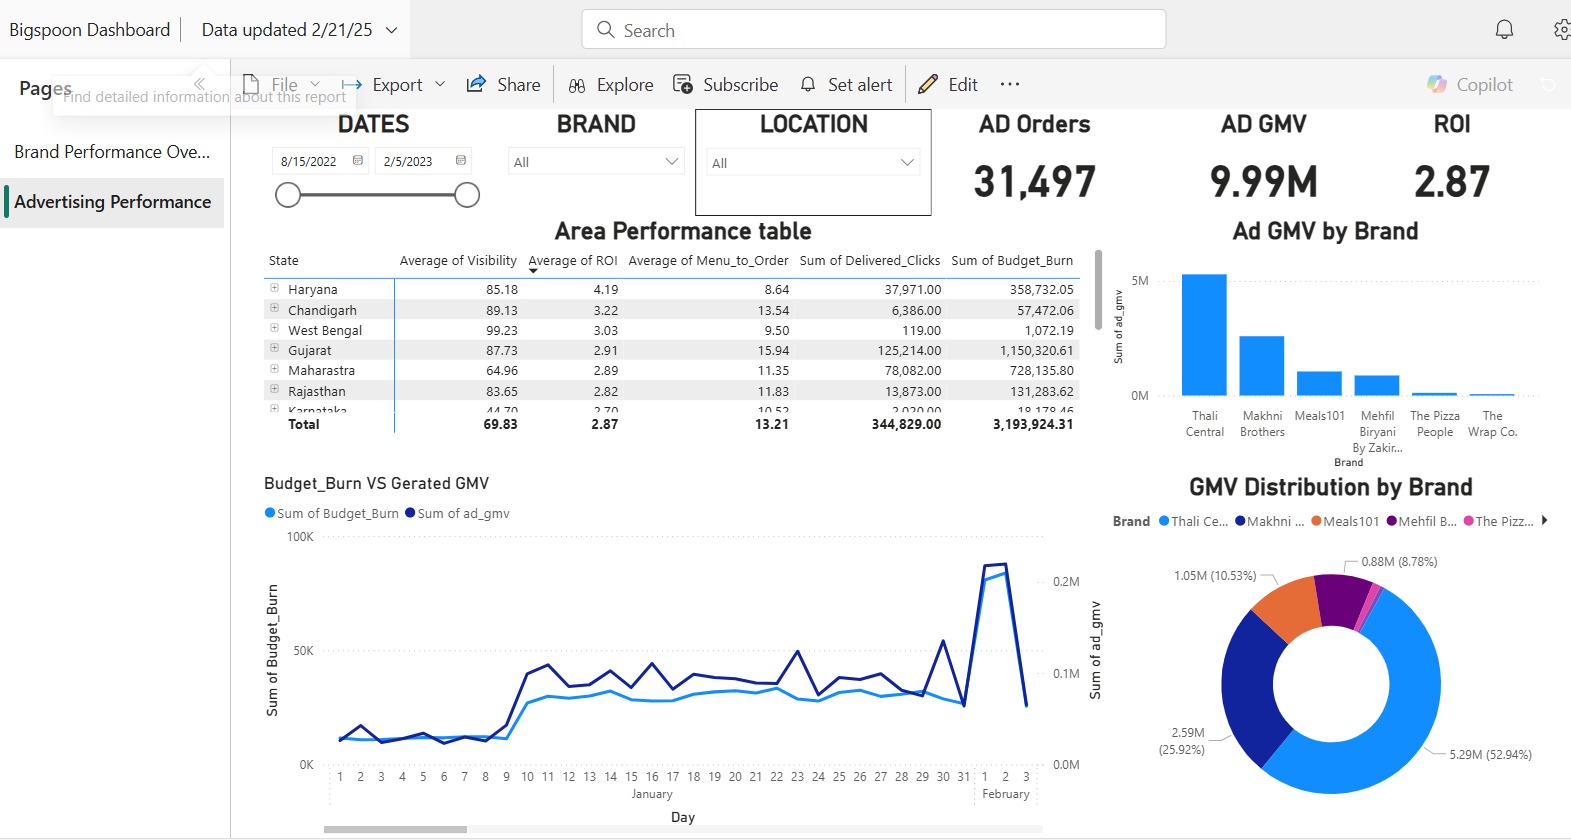 Bigspoon Dashboard
Data updated 2/21/25
Search
Pages
Find detailed information about this report
File
Export
Share
Explore
Subscribe
Set alert
Edit
Copilot
Brand Performance Ove...
Advertising Performance
DATES
8/15/2022 2/5/2023
BRAND
All
LOCATION
All
AD Orders
31,497
AD GMV
9.99M
ROI
2.87
Area Performance table
State Average of Visibility Average of ROI Average of Menu_to_Order Sum of Delivered_Clicks Sum of Budget_Burn
Haryana 85.18 4.19 8.64 37,971.00 358,732.05
Chandigarh 89.13 3.22 13.54 6,386.00 57,472.06
West Bengal 99.23 3.03 9.50 119.00 1,072.19
Gujarat 87.73 2.91 15.94 125,214.00 1,150,320.61
Maharastra 64.96 2.89 11.35 78,082.00 728,135.80
Rajasthan 83.65 2.82 11.83 13,873.00 131,283.62
Karnataka 44.70 2.70 10.52 2,020.00 18,178.46
Total 69.83 2.87 13.21 344,829.00 3,193,924.31
Ad GMV by Brand
Sum of ad_gmv
5M
0M
Thali Central
Makhni Brothers
Meals101
Mehfil Biryani By Zakir...
The Pizza People
The Wrap Co.
Brand
Budget_Burn VS Gerated GMV
Sum of Budget_Burn Sum of ad_gmv
Sum of Budget_Burn
100K
50K
0K
0.2M
0.1M
0.0M
Sum of ad_gmv
1 2 3 4 5 6 7 8 9 10 11 12 13 14 15 16 17 18 19 20 21 22 23 24 25 26 27 28 29 30 31 1 2 3
January February
Day
GMV Distribution by Brand
Brand Thali Ce... Makhni ... Meals101 Mehfil B... The Pizz...
0.88M (8.78%)
1.05M (10.53%)
2.59M
(25.92%)
5.29M (52.94%)